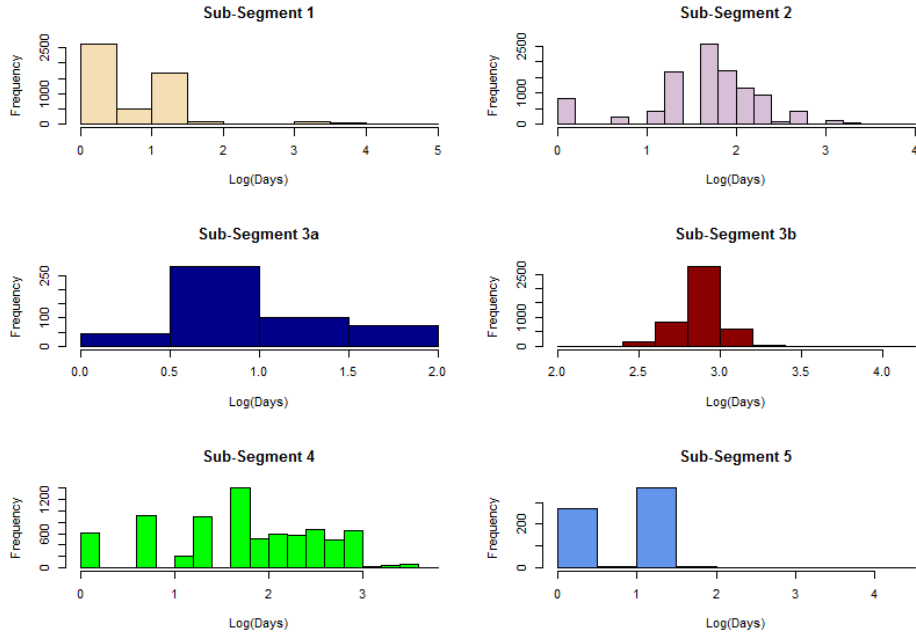 Sub-Segment 1
Frequency
0 1000 2500
0 1 2 3 4 5
Log(Days)
Sub-Segment 2
Frequency
0 1000 2500
0 1 2 3 4
Log(Days)
Sub-Segment 3a
Frequency
0 100 250
0.0 0.5 1.0 1.5 2.0
Log(Days)
Sub-Segment 3b
Frequency
0 1000 2500
2.0 2.5 3.0 3.5 4.0
Log(Days)
Sub-Segment 4
Frequency
0 600 1200
0 1 2 3
Log(Days)
Sub-Segment 5
Frequency
0 200
0 1 2 3 4
Log(Days)